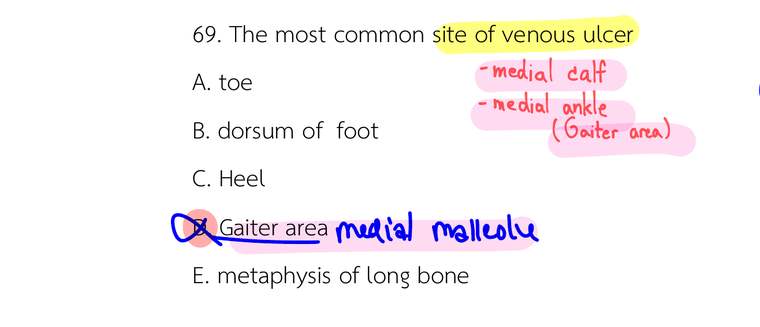 69. The most common site of venous ulcer
- medial calf
A. toe
- medial ankle
(Gaiter area)
B. dorsum of foot
C. Heel
D. Gaiter area medial malleolu
E. metaphysis of long bone